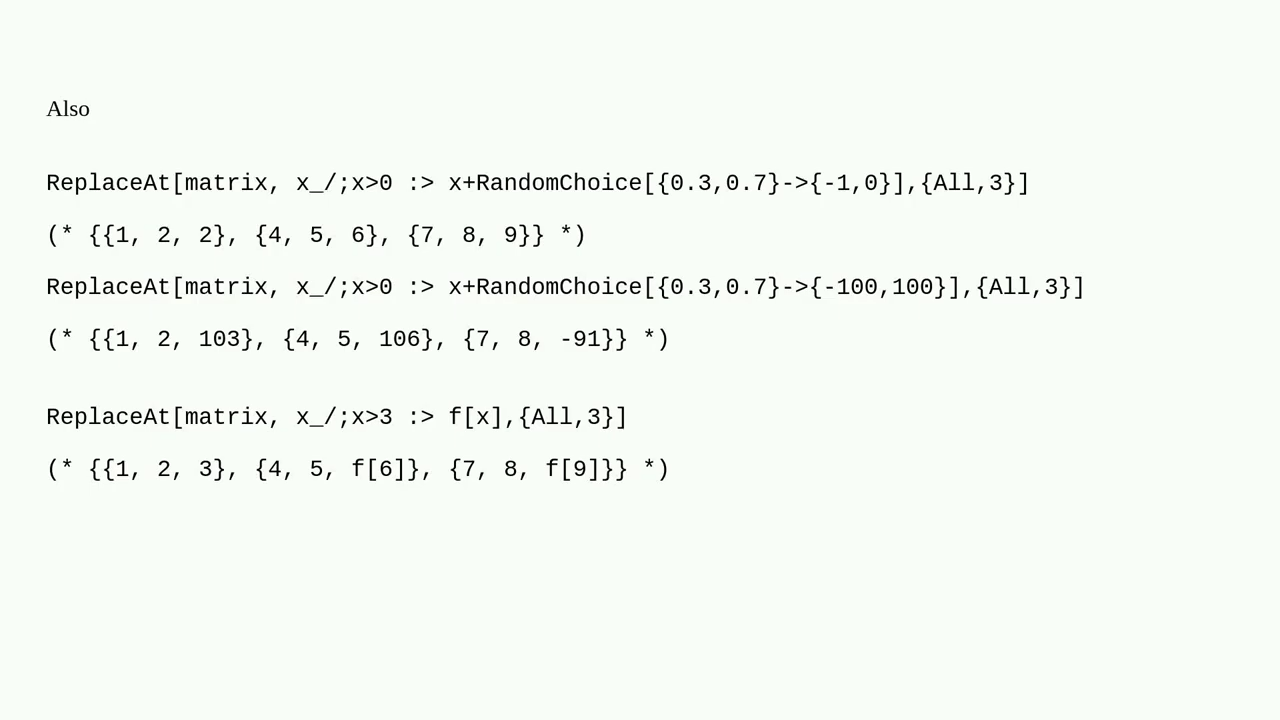 Also
ReplaceAt[matrix, x_/;x>0 :> x+RandomChoice[{0.3,0.7}->{-1,0}],{All,3}]
(* {{1, 2, 2}, {4, 5, 6}, {7, 8, 9}} *)
ReplaceAt[matrix, x_/;x>0 :> x+RandomChoice[{0.3,0.7}->{-100,100}],{All,3}]
(* {{1, 2, 103}, {4, 5, 106}, {7, 8, -91}} *)
ReplaceAt[matrix, x_/;x>3 :> f[x],{All,3}]
(* {{1, 2, 3}, {4, 5, f[6]}, {7, 8, f[9]}} *)